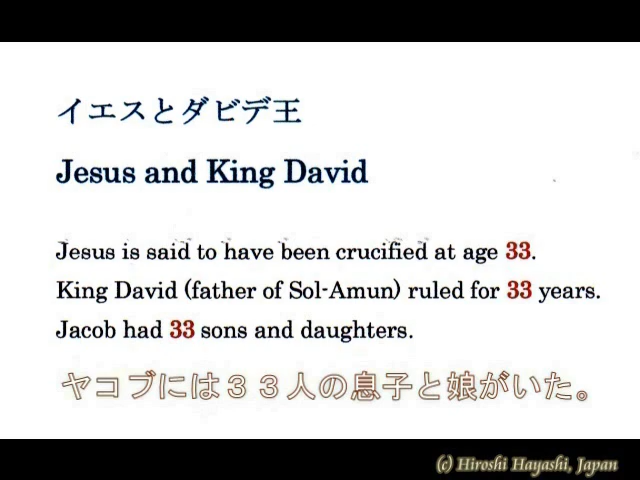 イエスとダビデ王
Jesus and King David
Jesus is said to have been crucified at age 33.
King David (father of Sol-Amun) ruled for 33 years.
Jacob had 33 sons and daughters.
ヤコブには３３人の息子と娘がいた。
(c) Hiroshi Hayashi, Japan